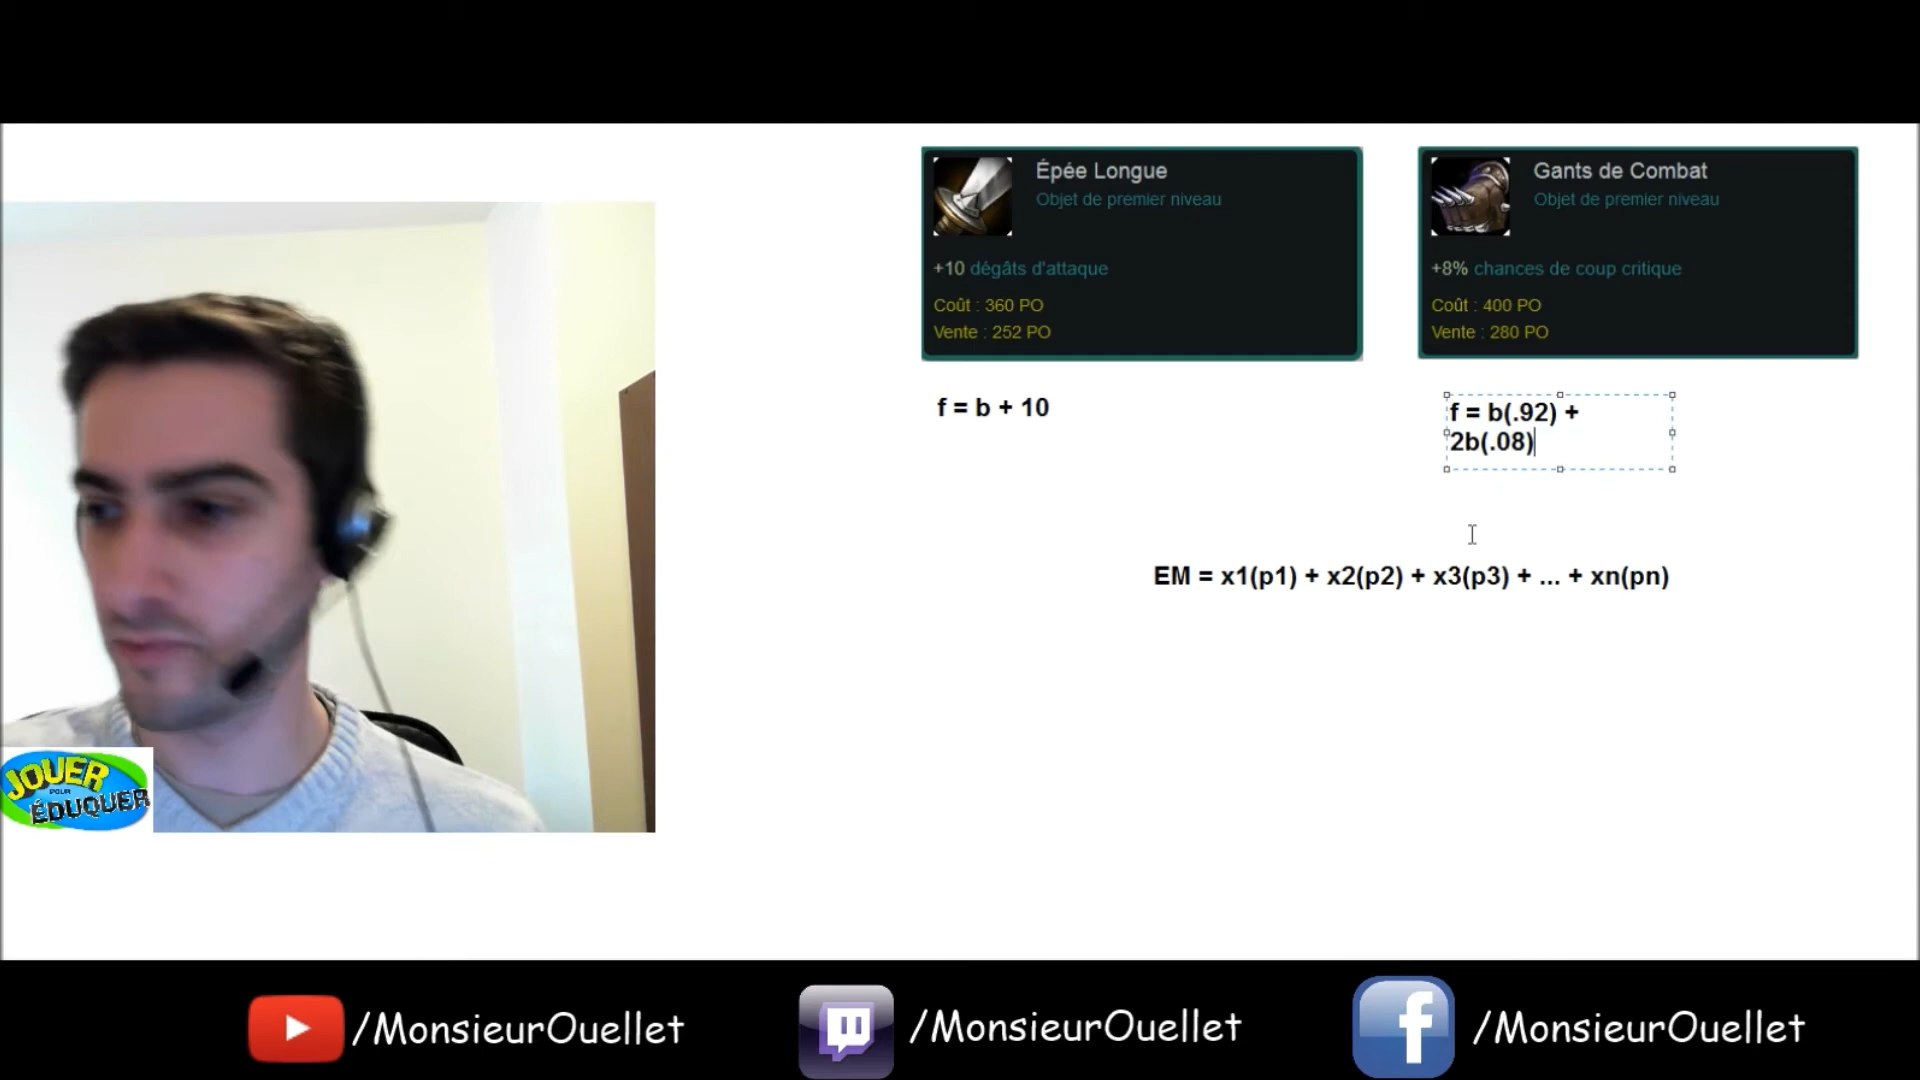 Épée Longue
Objet de premier niveau
+10 dégâts d'attaque
Coût : 360 PO
Vente : 252 PO
Gants de Combat
Objet de premier niveau
+8% chances de coup critique
Coût : 400 PO
Vente : 280 PO
f = b + 10
f = b(.92) +
2b(.08)
EM = x1(p1) + x2(p2) + x3(p3) + ... + xn(pn)
JOUER
POUR
ÉDUQUER
/MonsieurOuellet
/MonsieurOuellet
/MonsieurOuellet